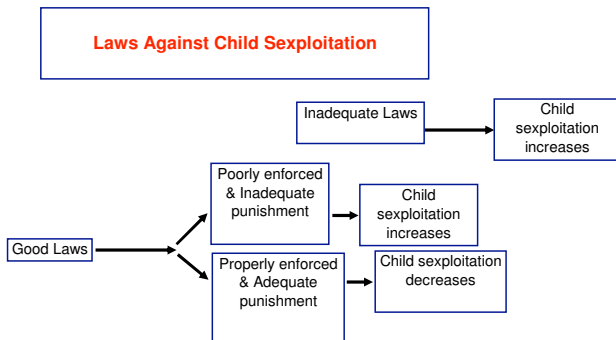 Laws Against Child Sexploitation
Inadequate Laws
Child
sexploitation
increases
Poorly enforced
& Inadequate
punishment
Child
sexploitation
increases
Good Laws
Properly enforced
& Adequate
punishment
Child sexploitation
decreases